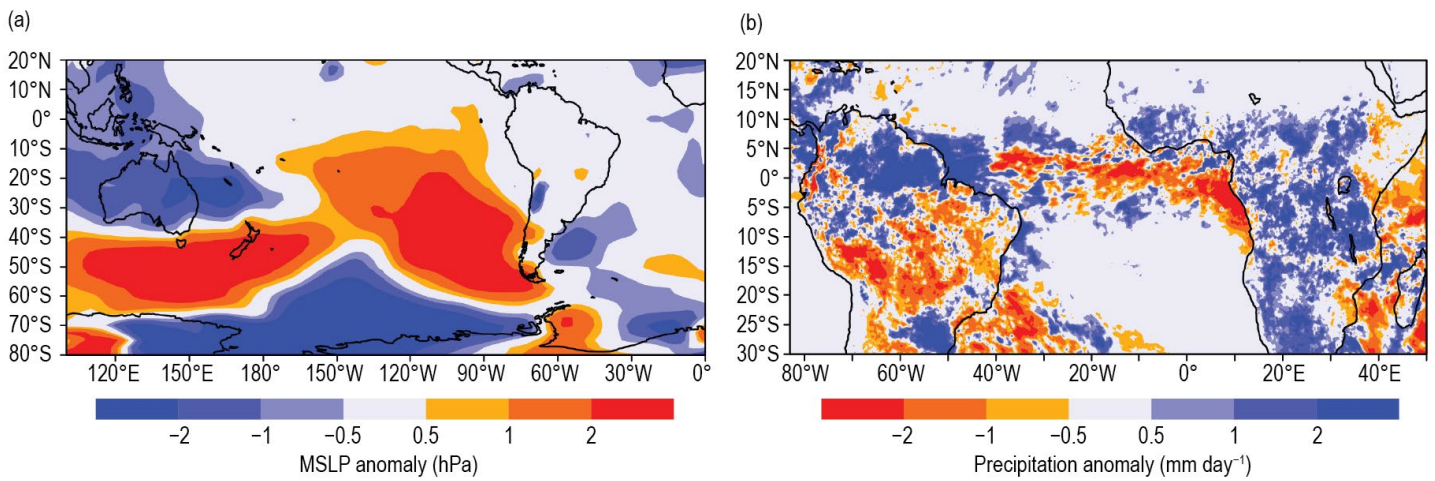 (a)
20°N
10°N
0°
10°S
20°S
30°S
40°S
50°S
60°S
70°S
80°S
120°E 150°E 180° 150°W 120°W 90°W 60°W 30°W 0°
−2 −1 −0.5 0.5 1 2
MSLP anomaly (hPa)
(b)
20°N
15°N
10°N
5°N
0°
5°S
10°S
15°S
20°S
25°S
30°S
80°W 60°W 40°W 20°W 0° 20°E 40°E
−2 −1 −0.5 0.5 1 2
Precipitation anomaly (mm day⁻¹)